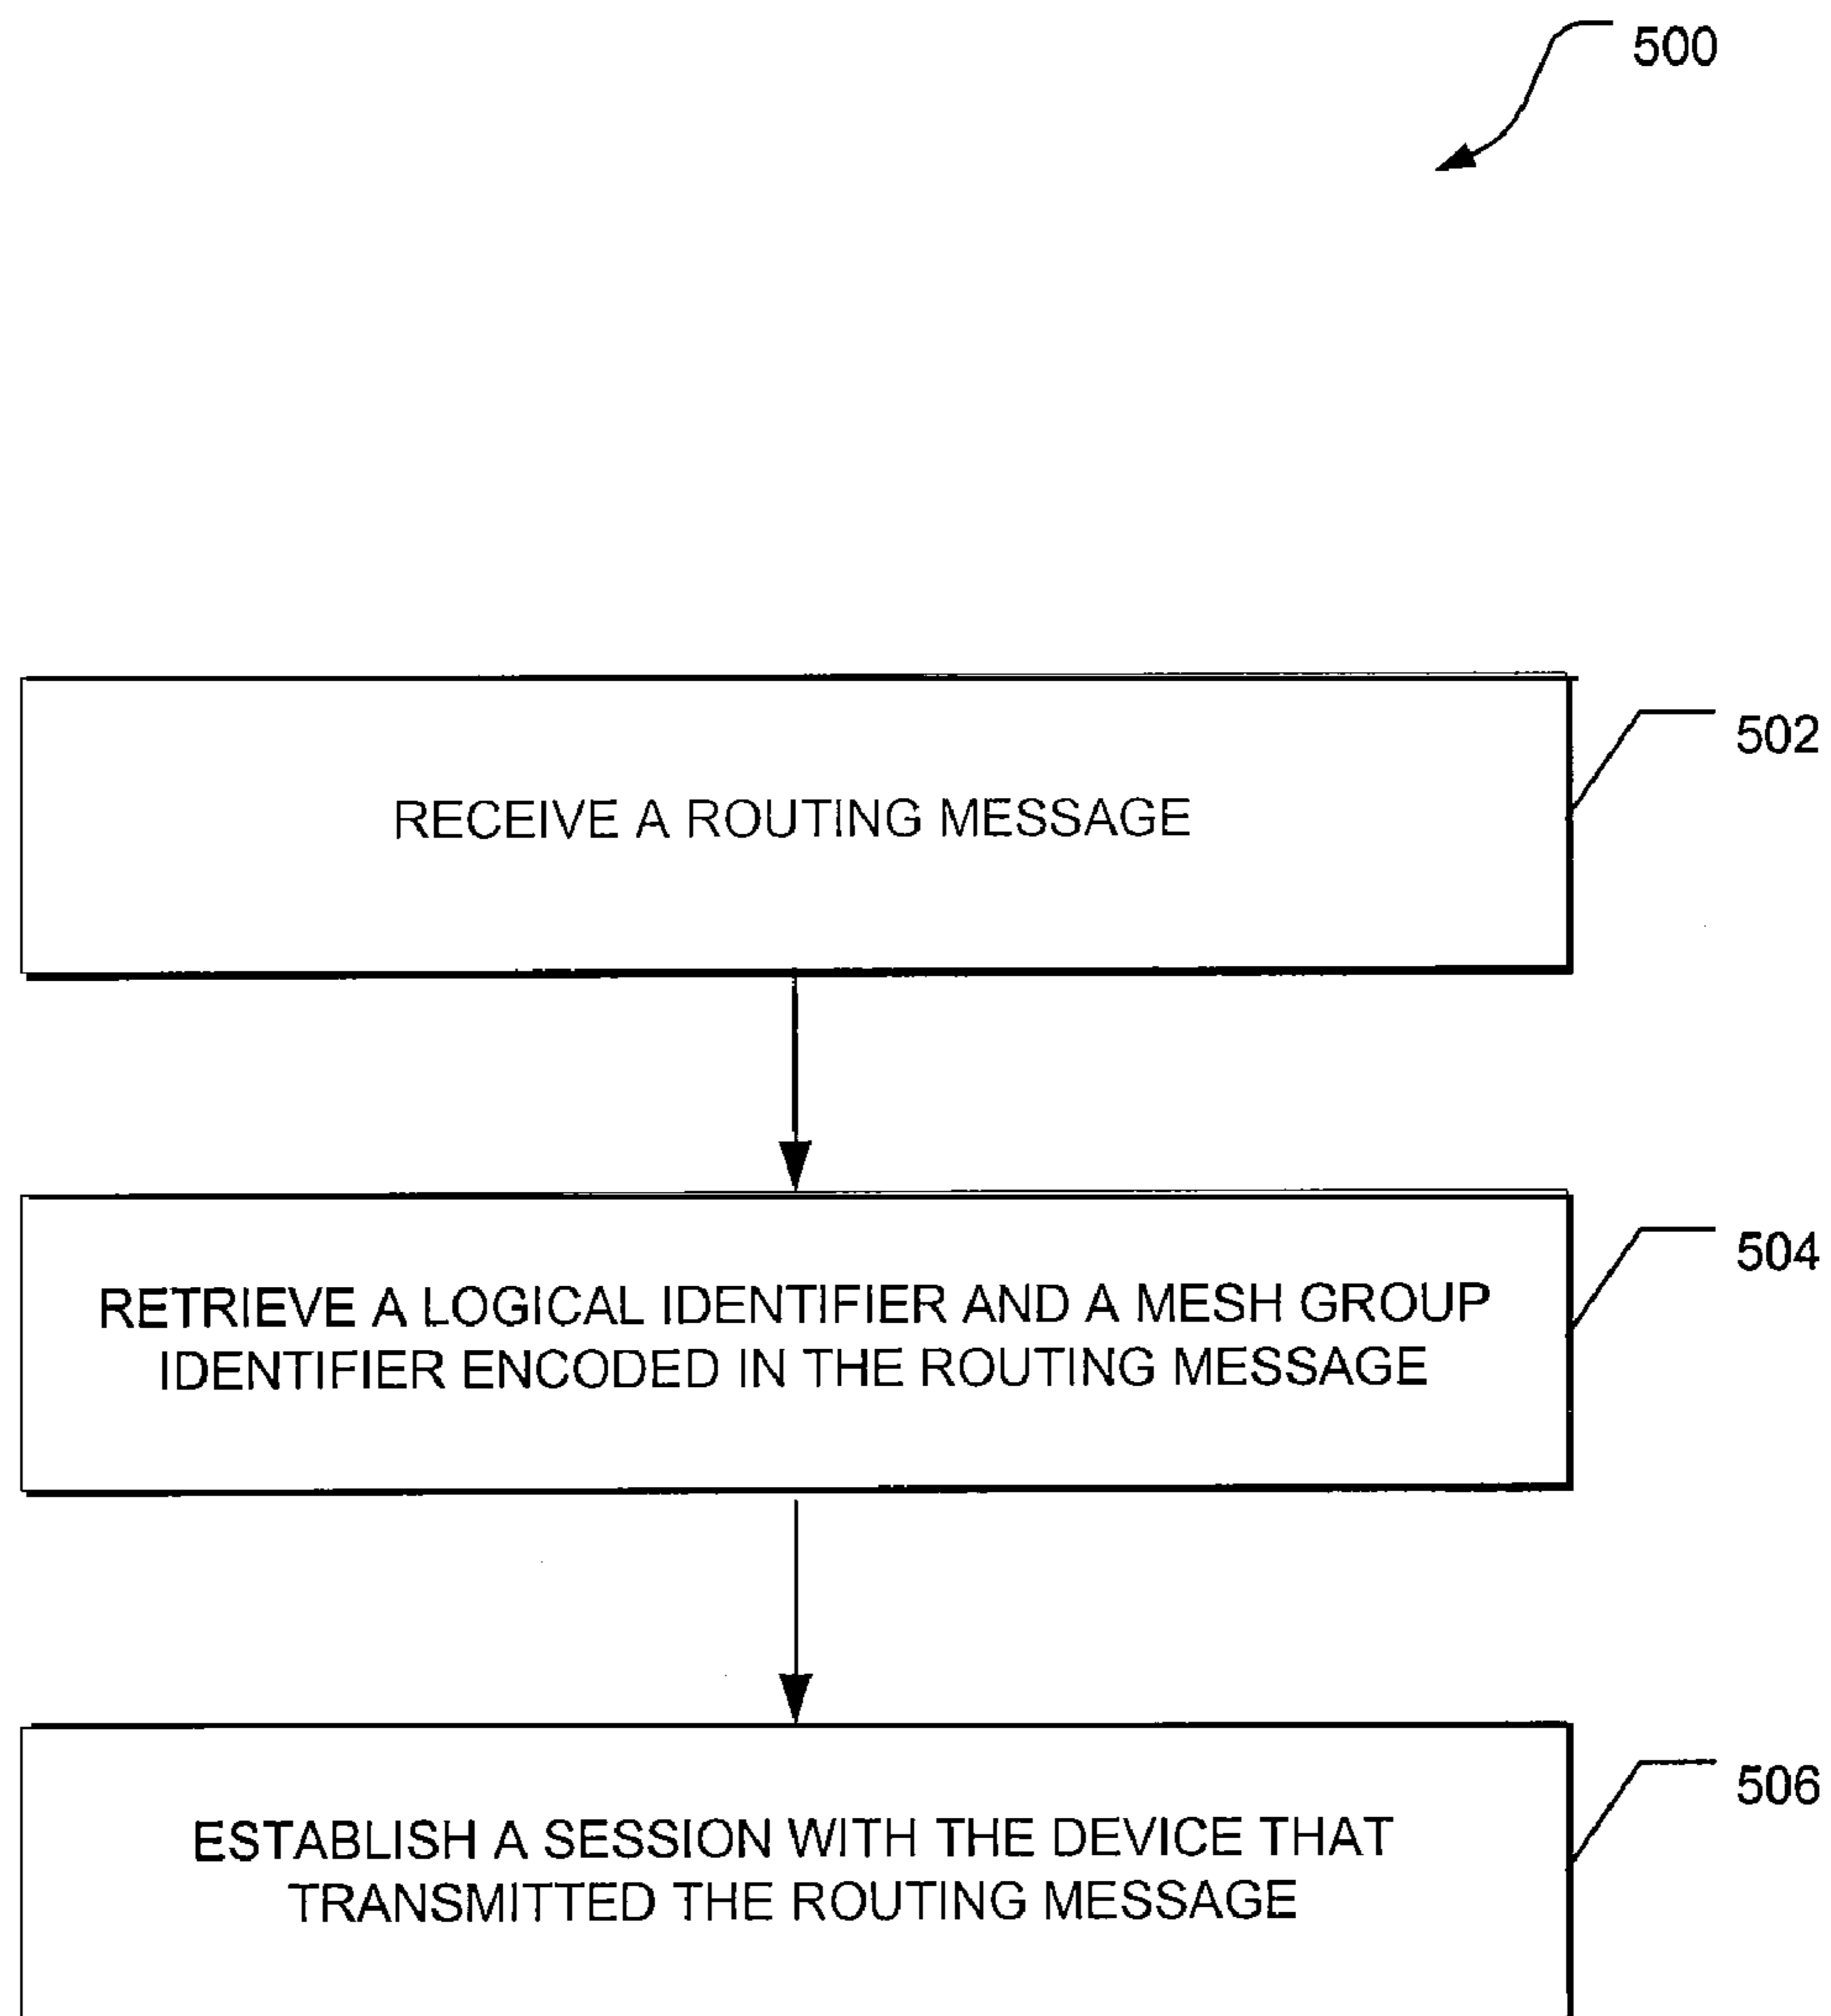 500
502
RECEIVE A ROUTING MESSAGE
504
RETRIEVE A LOGICAL IDENTIFIER AND A MESH GROUP
IDENTIFIER ENCODED IN THE ROUTING MESSAGE
506
ESTABLISH A SESSION WITH THE DEVICE THAT
TRANSMITTED THE ROUTING MESSAGE